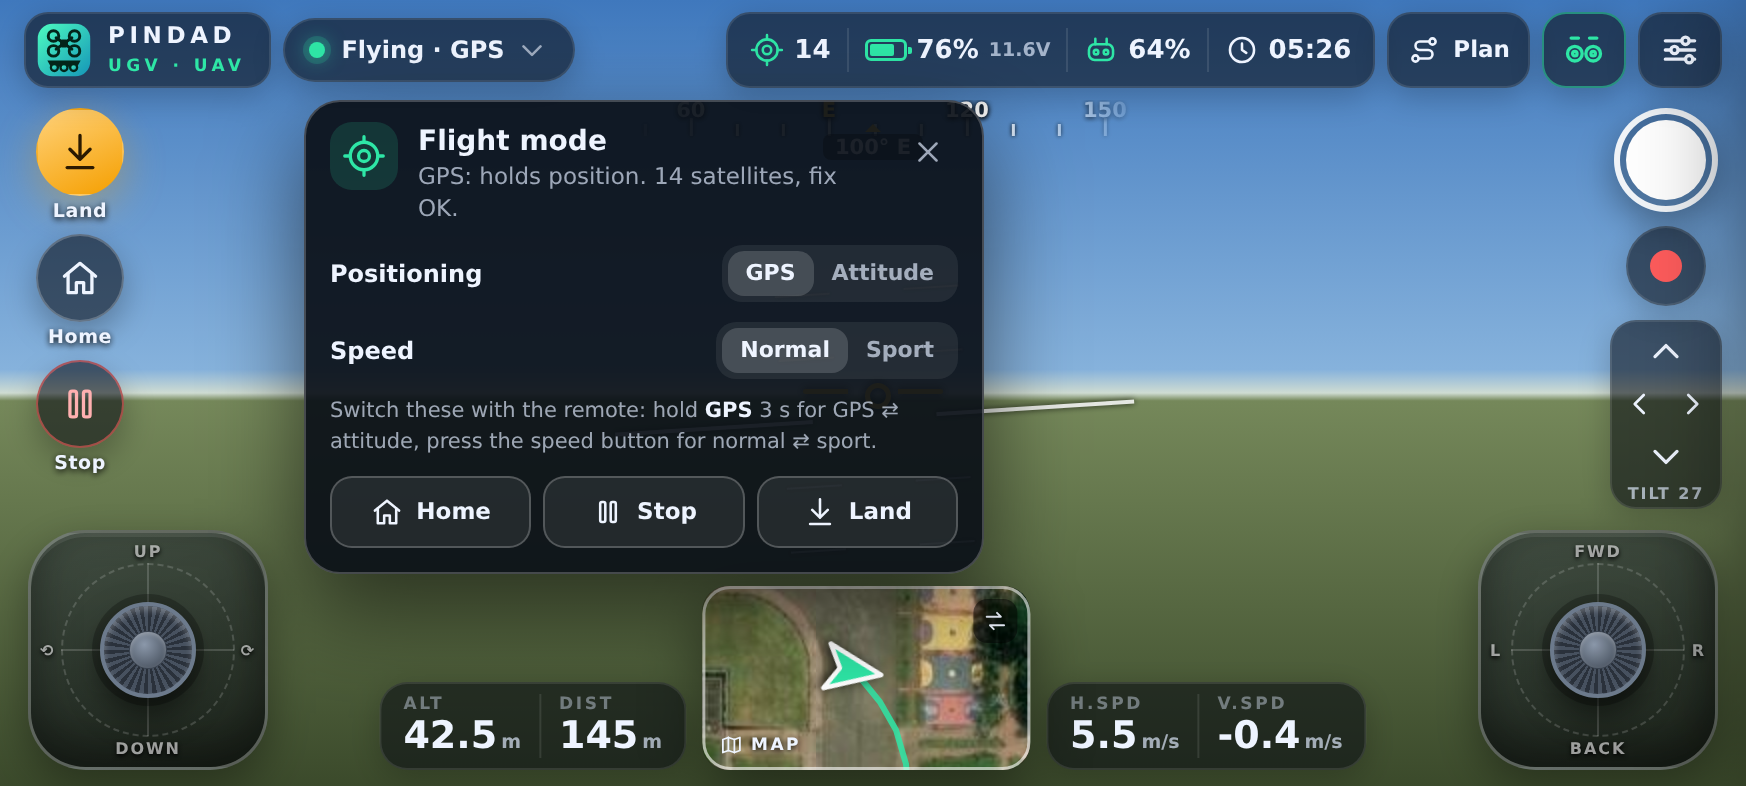 PINDAD
UGV · UAV
Flying · GPS
14
76% 11.6V
64%
05:26
Plan
60 E 120 150
100° E
Flight mode
GPS: holds position. 14 satellites, fix
OK.
Positioning
GPS Attitude
Speed
Normal Sport
Switch these with the remote: hold GPS 3 s for GPS ⇄
attitude, press the speed button for normal ⇄ sport.
Home
Stop
Land
Land
Home
Stop
TILT 27
UP
⟲ ⟳
DOWN
ALT
42.5 m
DIST
145 m
MAP
H.SPD
5.5 m/s
V.SPD
-0.4 m/s
FWD
L R
BACK